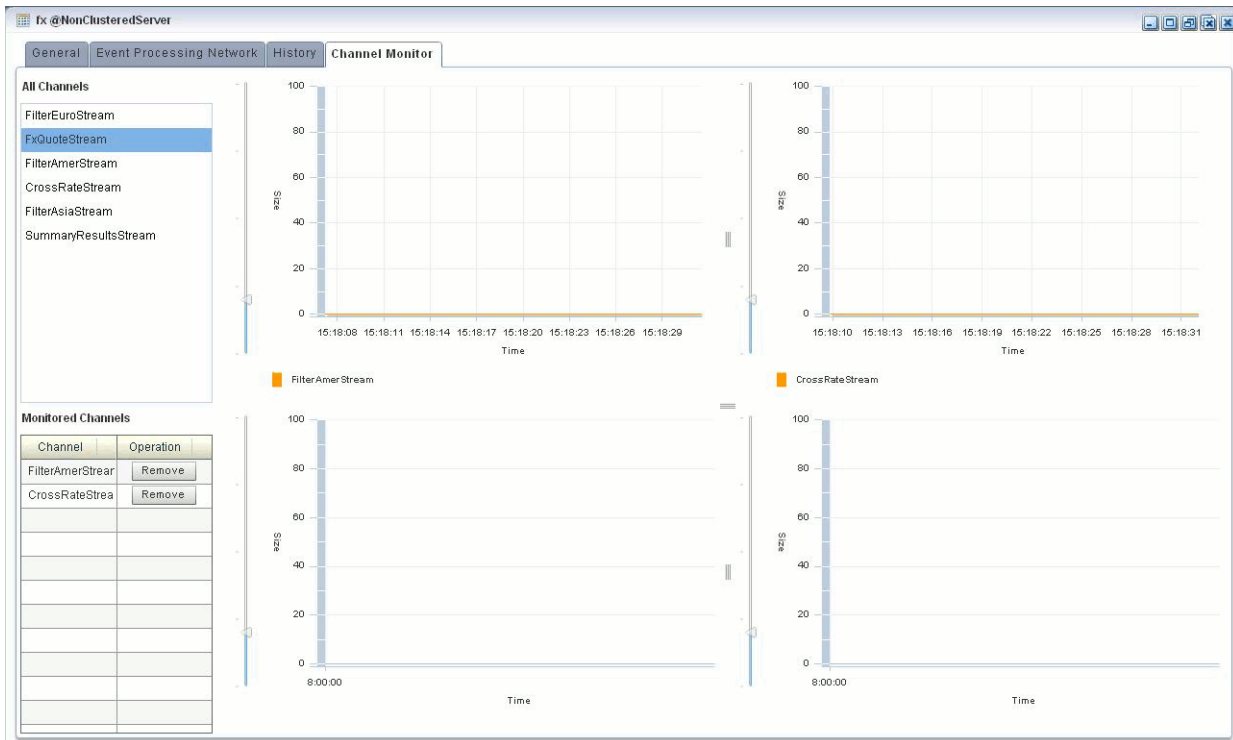 fx @NonClusteredServer
General Event Processing Network History Channel Monitor
All Channels
FilterEuroStream
FxQuoteStream
FilterAmerStream
CrossRateStream
FilterAsiaStream
SummaryResultsStream
Monitored Channels
Channel Operation
FilterAmerStrear Remove
CrossRateStrea Remove
100
80
60
40
20
0
Size
15:18:08 15:18:11 15:18:14 15:18:17 15:18:20 15:18:23 15:18:26 15:18:29
Time
FilterAmerStream
100
80
60
40
20
0
Size
15:18:10 15:18:13 15:18:16 15:18:19 15:18:22 15:18:25 15:18:28 15:18:31
Time
CrossRateStream
100
80
60
40
20
0
Size
8:00:00
Time
100
80
60
40
20
0
Size
8:00:00
Time